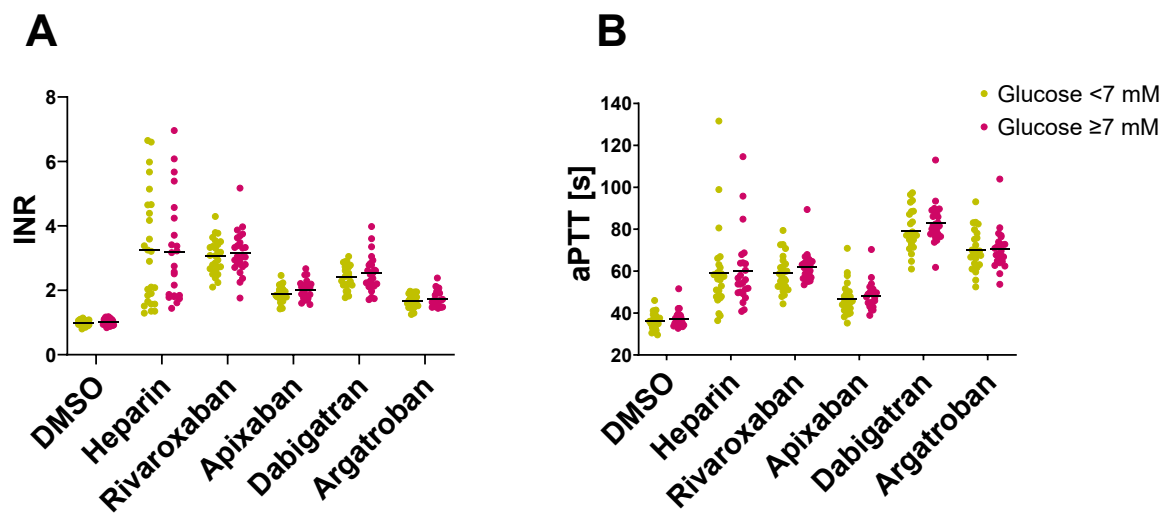 A
INR
8
6
4
2
0
DMSO
Heparin
Rivaroxaban
Apixaban
Dabigatran
Argatroban
B
aPTT [s]
140
120
100
80
60
40
20
Glucose <7 mM
Glucose ≥7 mM
DMSO
Heparin
Rivaroxaban
Apixaban
Dabigatran
Argatroban